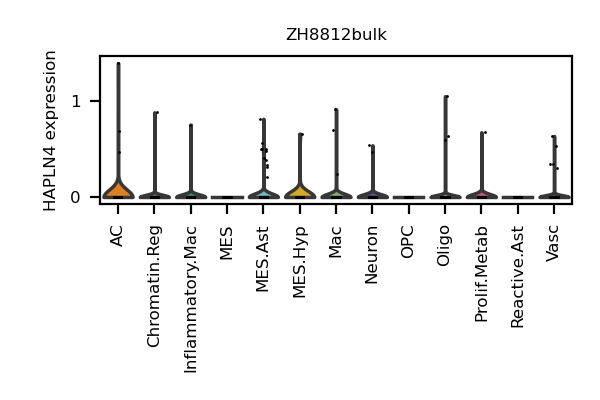 ZH8812bulk
HAPLN4 expression
1
0
AC
Chromatin.Reg
Inflammatory.Mac
MES
MES.Ast
MES.Hyp
Mac
Neuron
OPC
Oligo
Prolif.Metab
Reactive.Ast
Vasc